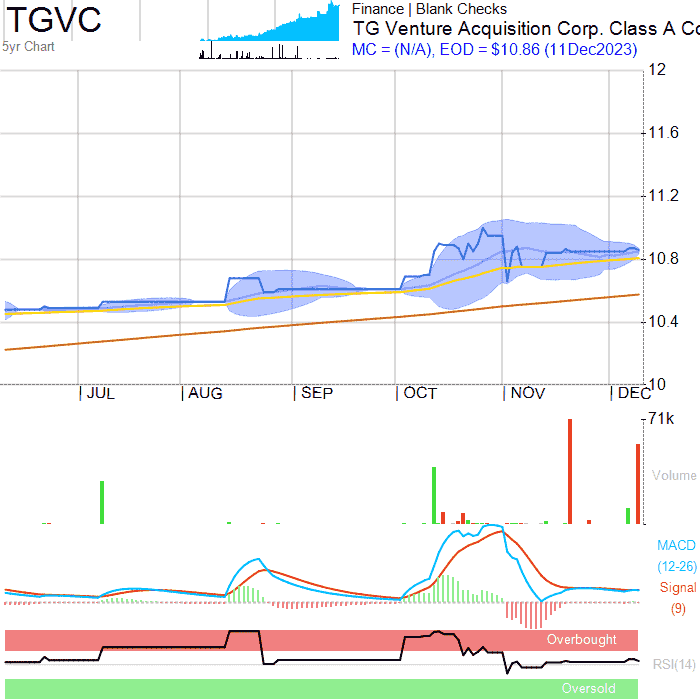 TGVC
5yr Chart
Finance | Blank Checks
TG Venture Acquisition Corp. Class A Co
MC = (N/A), EOD = $10.86 (11Dec2023)
12
11.6
11.2
10.8
10.4
10
| JUL | AUG | SEP | OCT | NOV | DEC
71k
Volume
MACD
(12-26)
Signal
(9)
Overbought
RSI(14)
Oversold